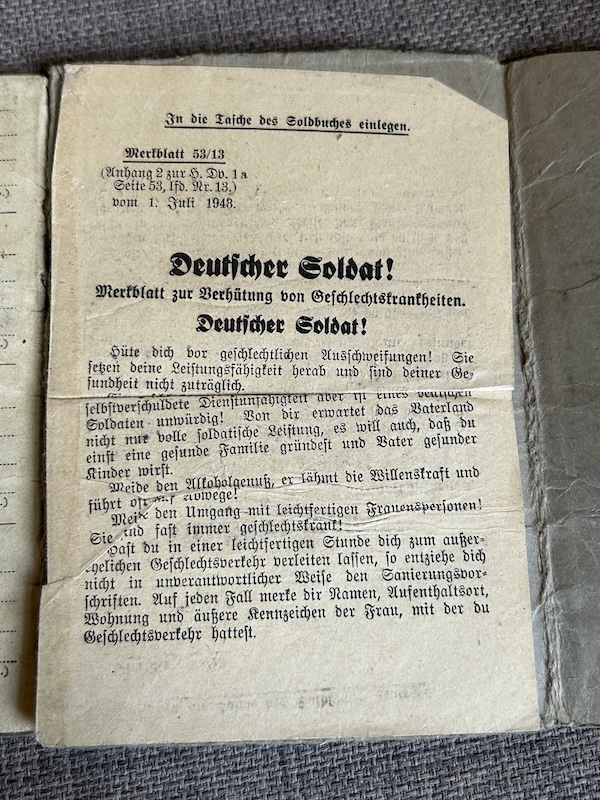 In die Tasche des Soldbuches einlegen.
Merkblatt 53/13
(Anhang 2 zur H. Dv. 1 a
Seite 53, lfd. Nr. 13.)
vom 1. Juli 1943.
Deutscher Soldat!
Merkblatt zur Verhütung von Geschlechtskrankheiten.
Deutscher Soldat!
Hüte dich vor geschlechtlichen Ausschweifungen! Sie
setzen deine Leistungsfähigkeit herab und sind deiner Ge-
sundheit nicht zuträglich.
selbstverschuldete Dienstunfähigkeit aber ist eines deutschen
Soldaten unwürdig! Von dir erwartet das Vaterland
nicht nur volle soldatische Leistung, es will auch, daß du
einst eine gesunde Familie gründest und Vater gesunder
Kinder wirst.
Meide den Alkoholgenuß, er lähmt die Willenskraft und
führt oft auf Abwege!
Meide den Umgang mit leichtfertigen Frauenspersonen!
Sie sind fast immer geschlechtskrank!
Hast du in einer leichtfertigen Stunde dich zum außer-
ehelichen Geschlechtsverkehr verleiten lassen, so entziehe dich
nicht in unverantwortlicher Weise den Sanierungsvor-
schriften. Auf jeden Fall merke dir Namen, Aufenthaltsort,
Wohnung und äußere Kennzeichen der Frau, mit der du
Geschlechtsverkehr hattest.